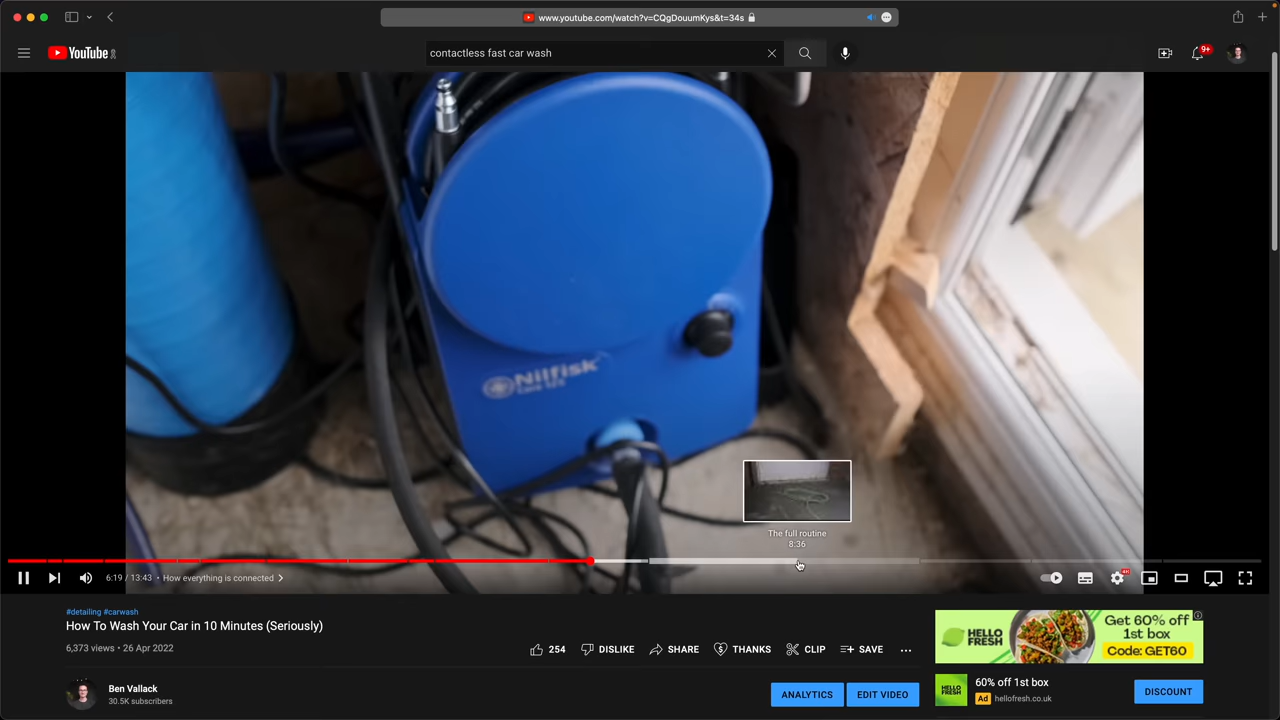 www.youtube.com/watch?v=CQgDouumKys&t=34s
YouTube
contactless fast car wash
9+
Nilfisk
The full routine
8:36
6:19 / 13:43 • How everything is connected
#detailing #carwash
How To Wash Your Car in 10 Minutes (Seriously)
6,373 views • 26 Apr 2022
254
DISLIKE
SHARE
THANKS
CLIP
SAVE
Ben Vallack
30.5K subscribers
ANALYTICS
EDIT VIDEO
HELLO
FRESH
Get 60% off
1st box
Code: GET60
HELLO
FRESH
60% off 1st box
Ad hellofresh.co.uk
DISCOUNT